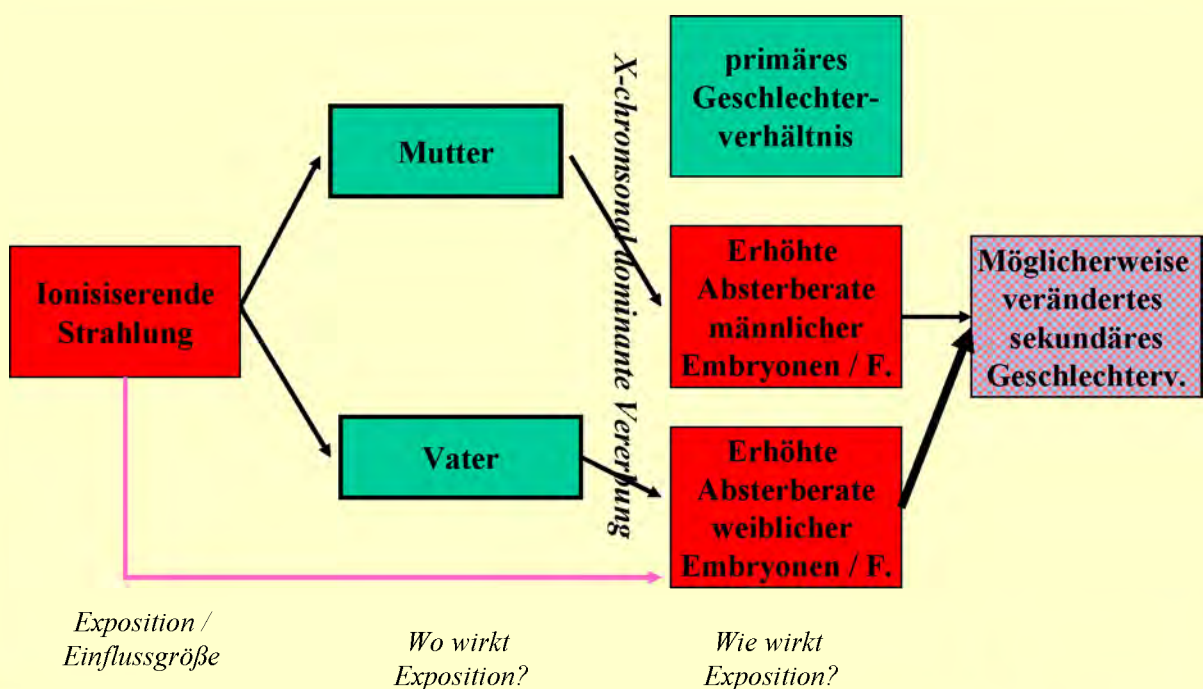 primäres
Geschlechter-
verhältnis
X-chromsonal dominante Vererbung
Mutter
Ionisiserende
Strahlung
Erhöhte
Absterberate
männlicher
Embryonen / F.
Möglicherweise
verändertes
sekundäres
Geschlechterv.
Vater
Erhöhte
Absterberate
weiblicher
Embryonen / F.
Exposition /
Einflussgröße
Wo wirkt
Exposition?
Wie wirkt
Exposition?